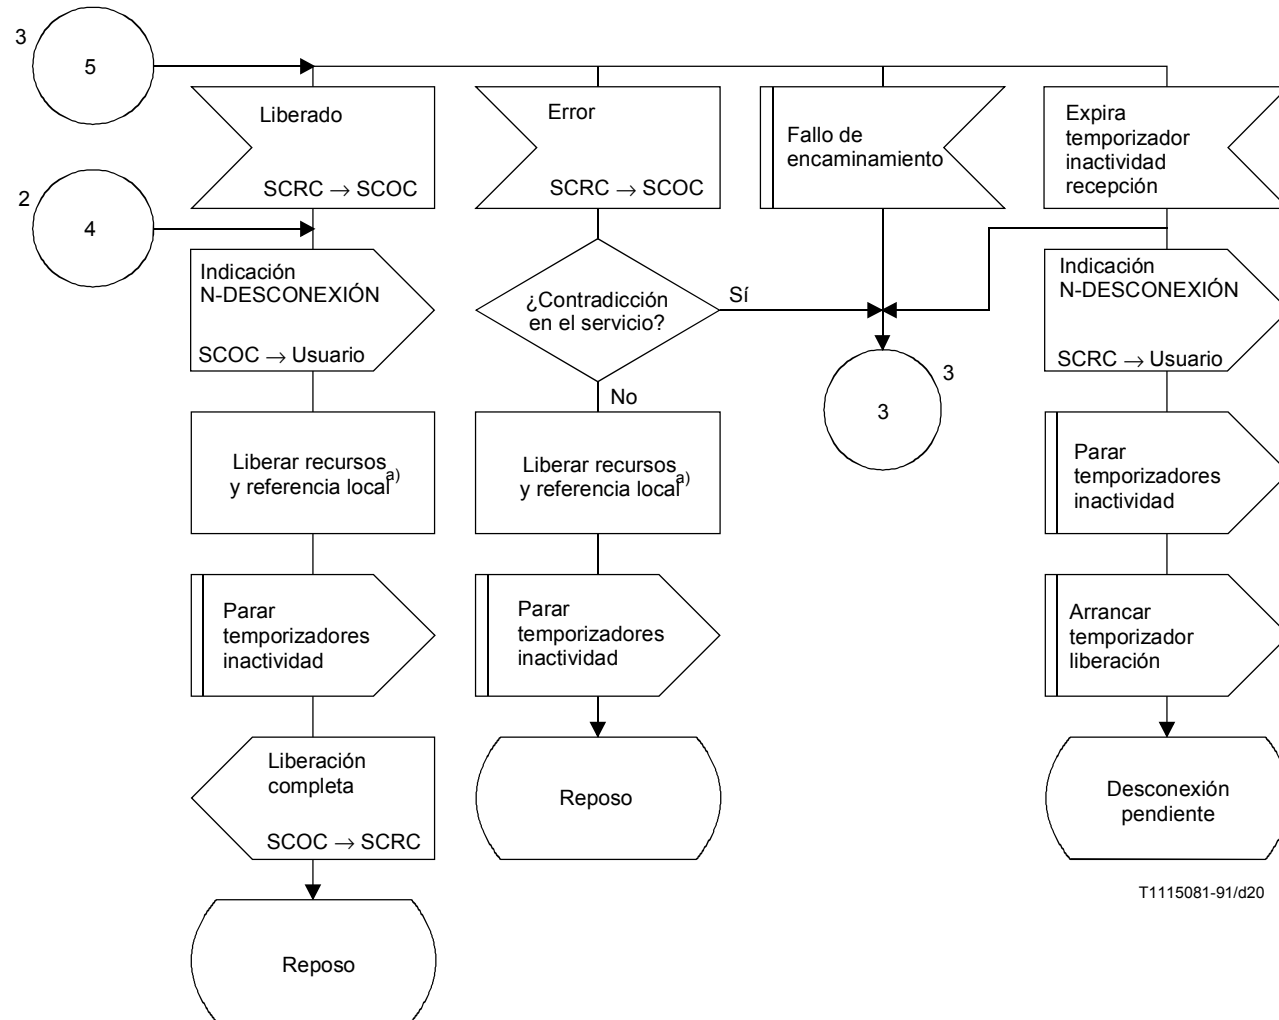 3
5
Liberado
SCRC → SCOC
Error
SCRC → SCOC
Fallo de
encaminamiento
Expira
temporizador
inactividad
recepción
2
4
Indicación
N-DESCONEXIÓN
SCOC → Usuario
¿Contradicción
en el servicio?
Sí
No
3
3
Indicación
N-DESCONEXIÓN
SCRC → Usuario
Liberar recursos
y referencia local a)
Liberar recursos
y referencia local a)
Parar
temporizadores
inactividad
Parar
temporizadores
inactividad
Parar
temporizadores
inactividad
Arrancar
temporizador
liberación
Liberación
completa
SCOC → SCRC
Reposo
Desconexión
pendiente
T1115081-91/d20
Reposo